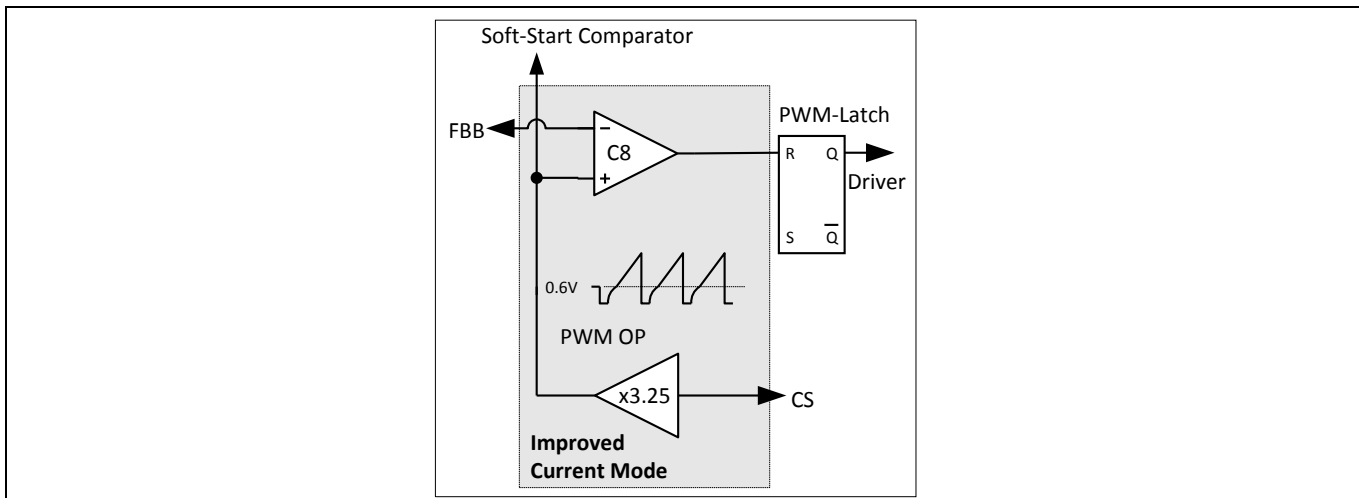 Soft-Start Comparator
FBB
−
C8
+
PWM-Latch
R Q
Driver
S Q̅
0.6V
PWM OP
x3.25
CS
Improved
Current Mode